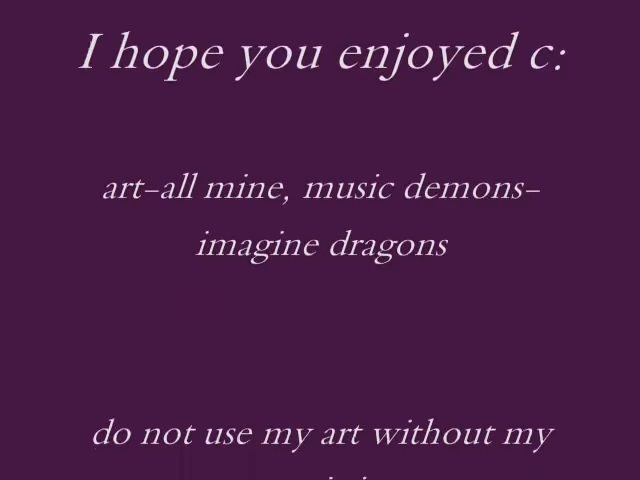 I hope you enjoyed c:
art-all mine, music demons-
imagine dragons
do not use my art without my